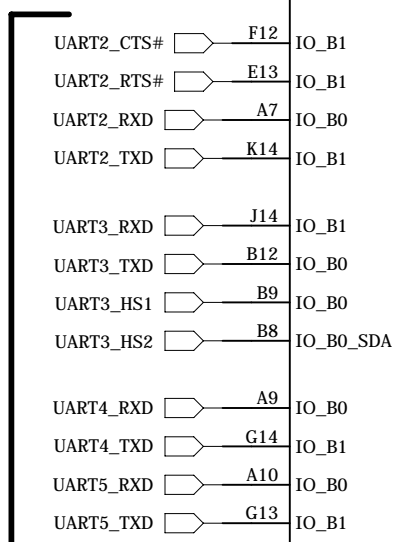 UART2_CTS# F12 IO_B1
UART2_RTS# E13 IO_B1
UART2_RXD A7 IO_B0
UART2_TXD K14 IO_B1
UART3_RXD J14 IO_B1
UART3_TXD B12 IO_B0
UART3_HS1 B9 IO_B0
UART3_HS2 B8 IO_B0_SDA
UART4_RXD A9 IO_B0
UART4_TXD G14 IO_B1
UART5_RXD A10 IO_B0
UART5_TXD G13 IO_B1